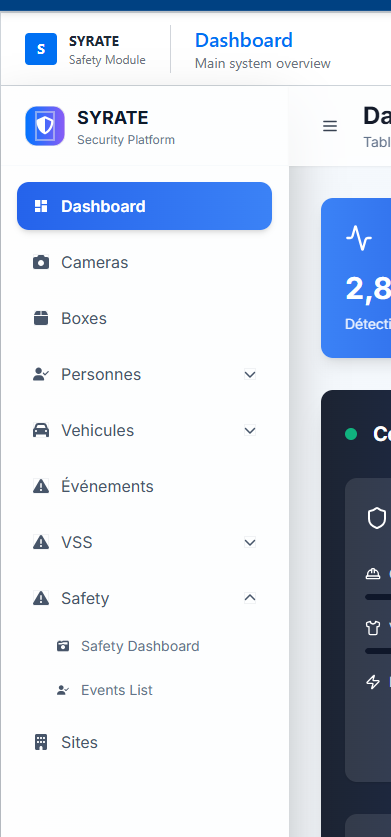 S
SYRATE
Safety Module
Dashboard
Main system overview
SYRATE
Security Platform
Dashboard
Cameras
Boxes
Personnes
Vehicules
Événements
VSS
Safety
Safety Dashboard
Events List
Sites
Da
Tabl
2,8
Détecti
Co